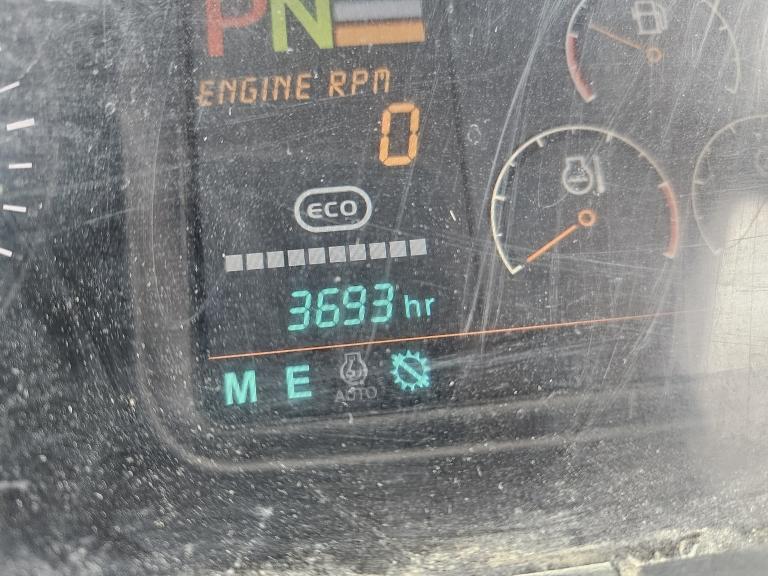 PN
ENGINE RPM
0
ECO
3693 hr
M E AUTO